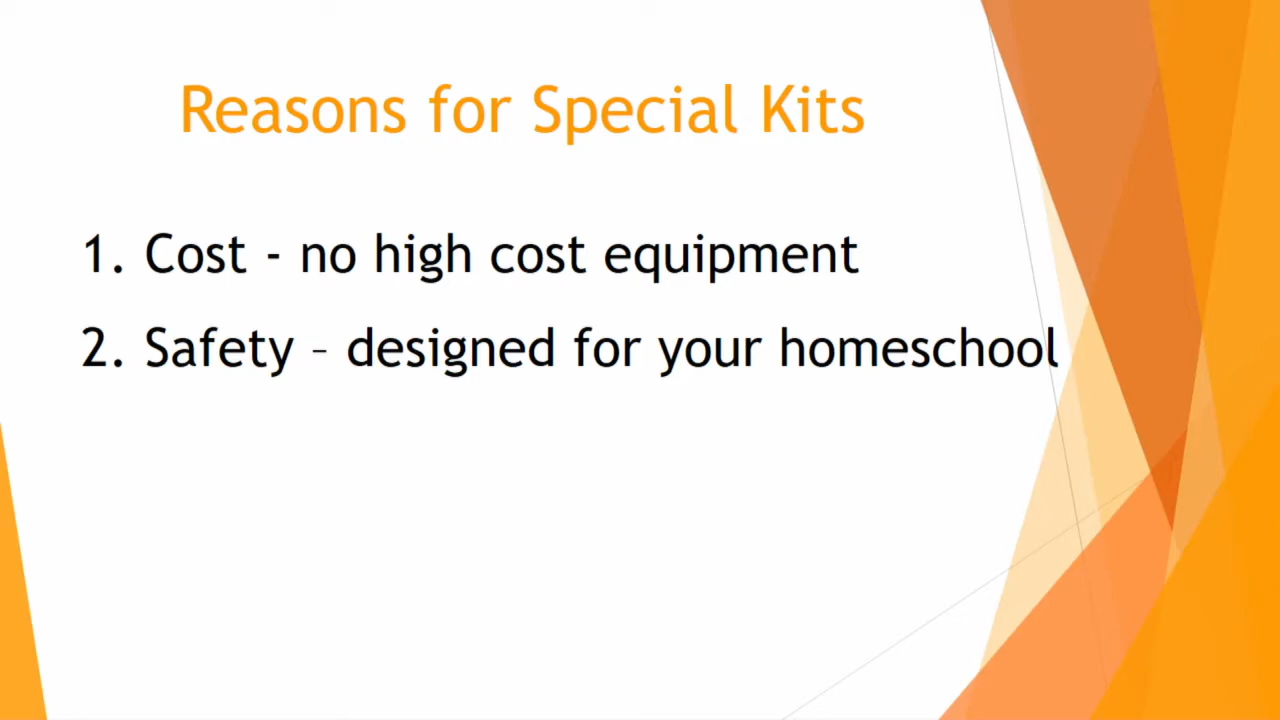 Reasons for Special Kits
1. Cost - no high cost equipment
2. Safety – designed for your homeschool